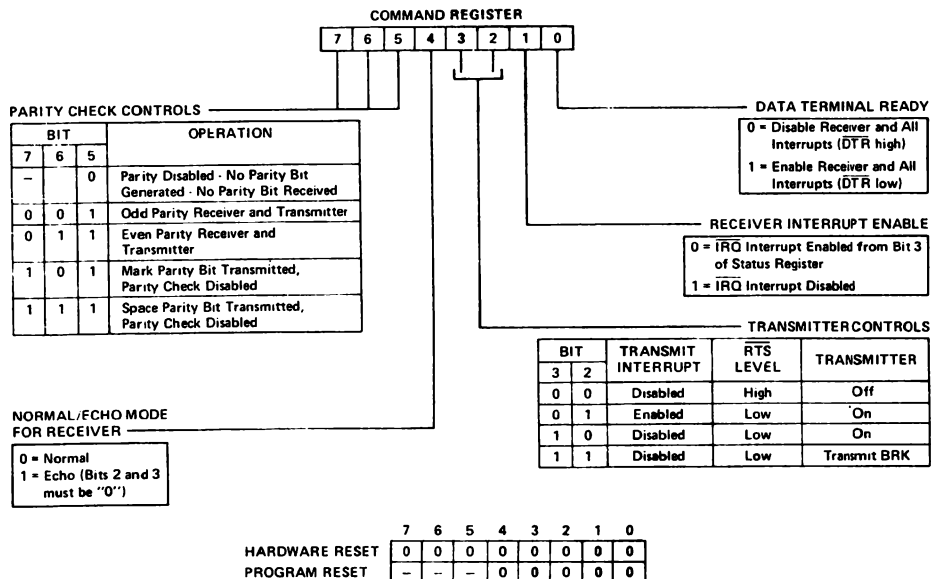 COMMAND REGISTER
7 6 5 4 3 2 1 0
PARITY CHECK CONTROLS
BIT OPERATION
7 6 5
– 0 Parity Disabled - No Parity Bit
Generated - No Parity Bit Received
0 0 1 Odd Parity Receiver and Transmitter
0 1 1 Even Parity Receiver and
Transmitter
1 0 1 Mark Parity Bit Transmitted,
Parity Check Disabled
1 1 1 Space Parity Bit Transmitted,
Parity Check Disabled
NORMAL/ECHO MODE
FOR RECEIVER
0 = Normal
1 = Echo (Bits 2 and 3
must be "0")
DATA TERMINAL READY
0 = Disable Receiver and All
Interrupts (D̅T̅R̅ high)
1 = Enable Receiver and All
Interrupts (D̅T̅R̅ low)
RECEIVER INTERRUPT ENABLE
0 = I̅R̅Q̅ Interrupt Enabled from Bit 3
of Status Register
1 = I̅R̅Q̅ Interrupt Disabled
TRANSMITTER CONTROLS
BIT TRANSMIT INTERRUPT R̅T̅S̅ LEVEL TRANSMITTER
3 2
0 0 Disabled High Off
0 1 Enabled Low On
1 0 Disabled Low On
1 1 Disabled Low Transmit BRK
7 6 5 4 3 2 1 0
HARDWARE RESET 0 0 0 0 0 0 0 0
PROGRAM RESET – – – 0 0 0 0 0